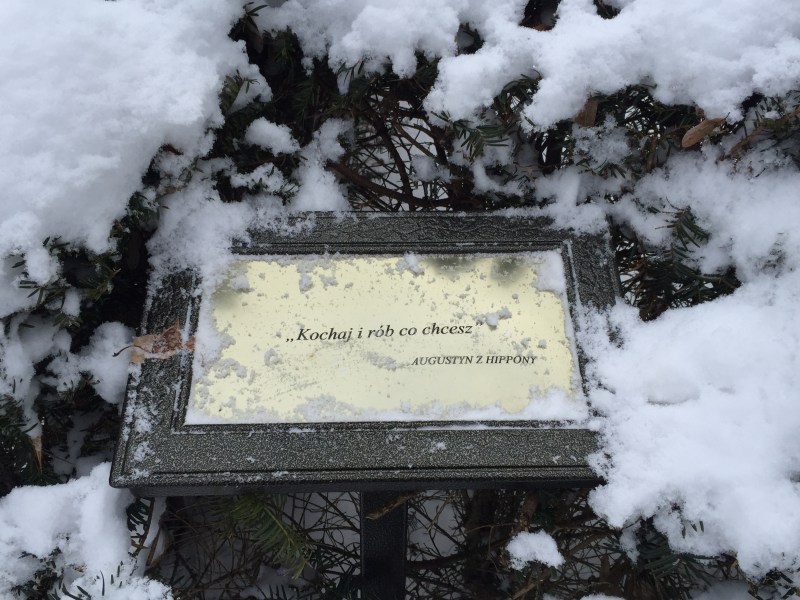 „Kochaj i rób co chcesz”
AUGUSTYN Z HIPPONY